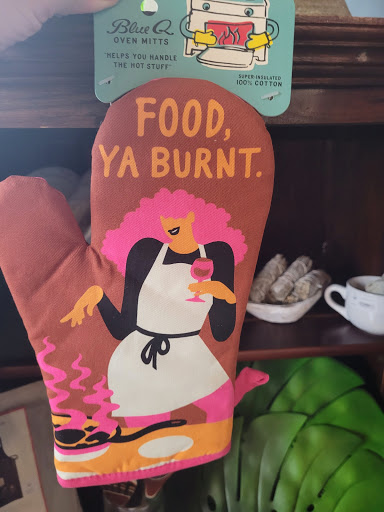 Blue Q
OVEN MITTS
"HELPS YOU HANDLE
THE HOT STUFF"
SUPER INSULATED
100% COTTON
FOOD,
YA BURNT.